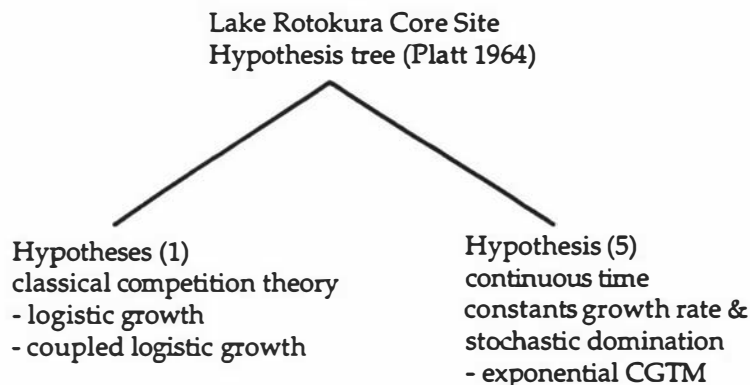 Lake Rotokura Core Site
Hypothesis tree (Platt 1964)
Hypotheses (1)
classical competition theory
- logistic growth
- coupled logistic growth
Hypothesis (5)
continuous time
constants growth rate &
stochastic domination
- exponential CGTM